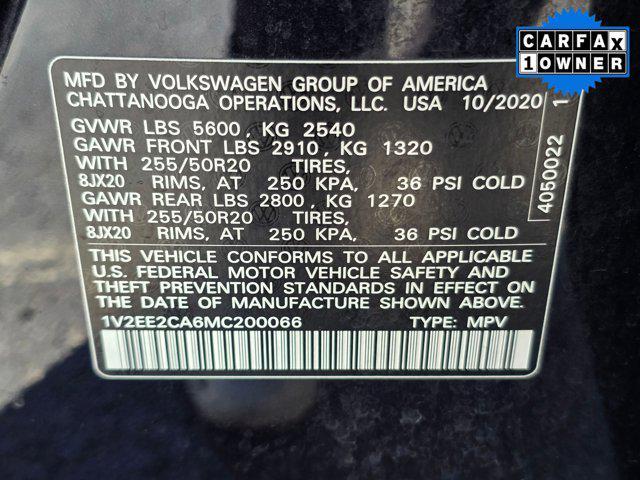 CARFAX
1 OWNER
MFD BY VOLKSWAGEN GROUP OF AMERICA
CHATTANOOGA OPERATIONS, LLC. USA 10/2020
GVWR LBS 5600, KG 2540
GAWR FRONT LBS 2910, KG 1320
WITH 255/50R20 TIRES,
8JX20 RIMS, AT 250 KPA, 36 PSI COLD
GAWR REAR LBS 2800, KG 1270
WITH 255/50R20 TIRES,
8JX20 RIMS, AT 250 KPA, 36 PSI COLD
THIS VEHICLE CONFORMS TO ALL APPLICABLE
U.S. FEDERAL MOTOR VEHICLE SAFETY AND
THEFT PREVENTION STANDARDS IN EFFECT ON
THE DATE OF MANUFACTURE SHOWN ABOVE.
1V2EE2CA6MC200066 TYPE: MPV
4050022 1